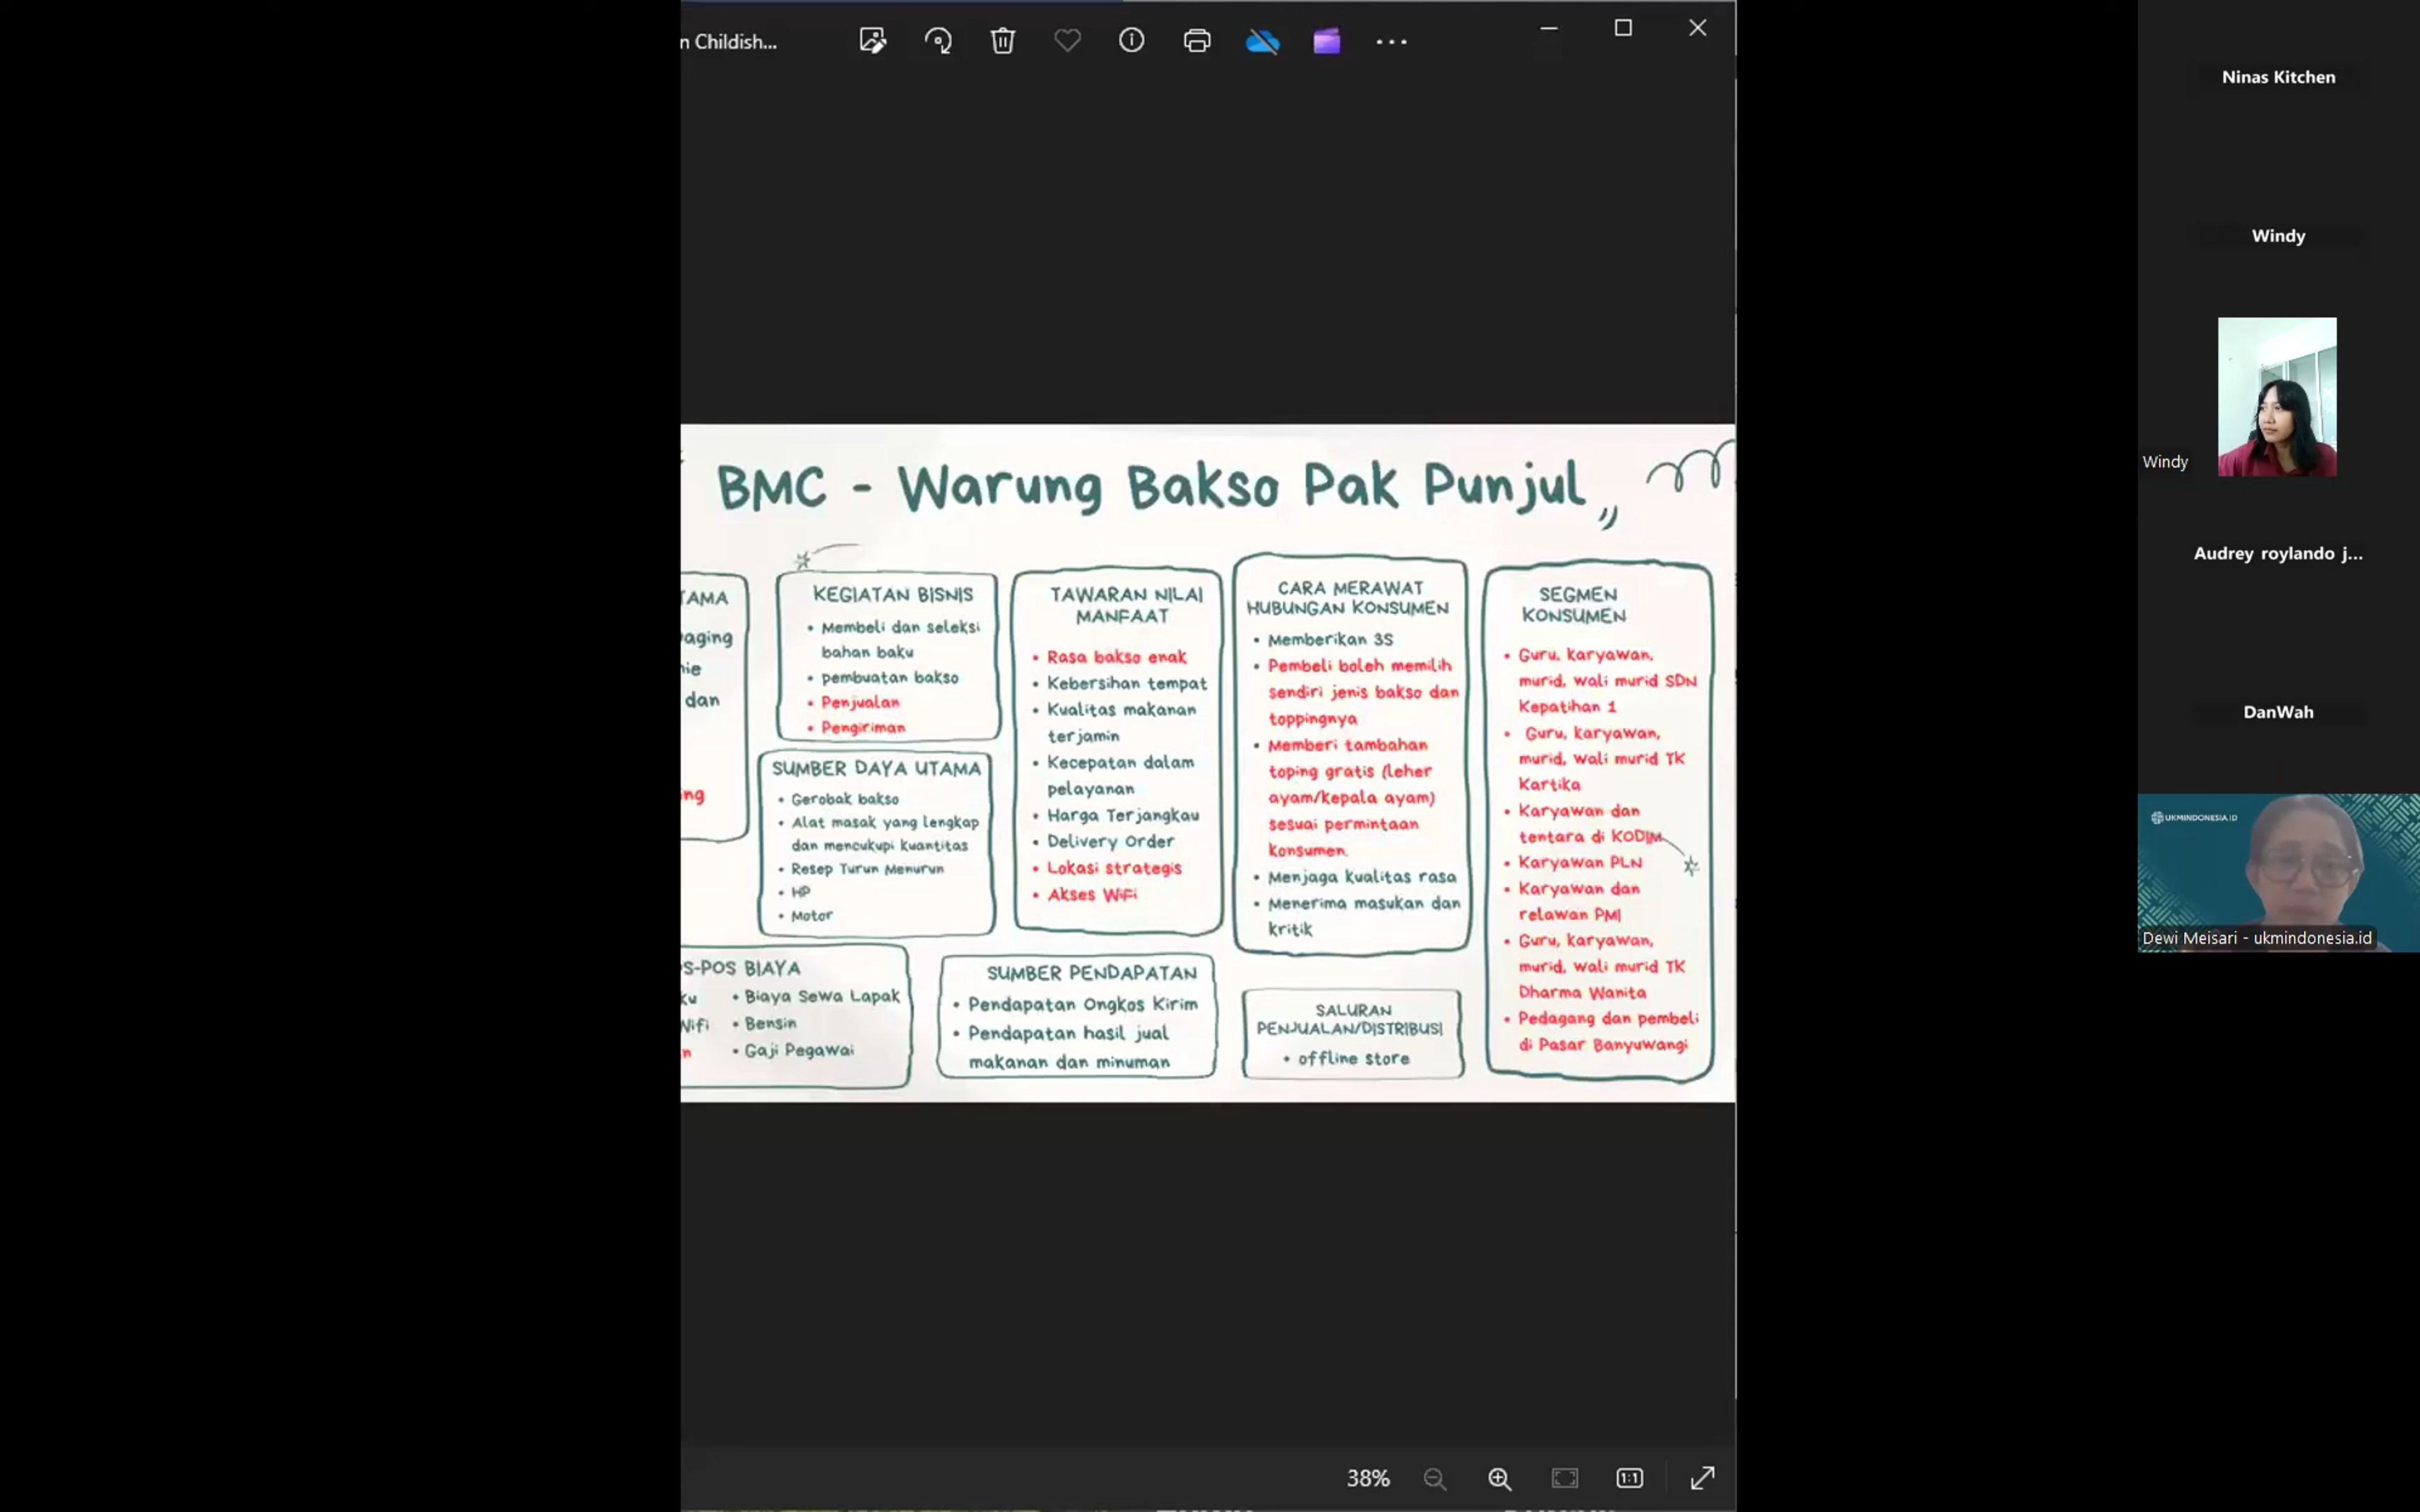 n Childish...
BMC - Warung Bakso Pak Punjul
TAMA
aging
nie
dan
ng
KEGIATAN BISNIS
• Membeli dan seleksi
bahan baku
• pembuatan bakso
• Penjualan
• Pengiriman
SUMBER DAYA UTAMA
• Gerobak bakso
• Alat masak yang lengkap
dan mencukupi kuantitas
• Resep Turun Menurun
• HP
• Motor
TAWARAN NILAI
MANFAAT
• Rasa bakso enak
• Kebersihan tempat
• Kualitas makanan
terjamin
• Kecepatan dalam
pelayanan
• Harga Terjangkau
• Delivery Order
• Lokasi strategis
• Akses WiFi
CARA MERAWAT
HUBUNGAN KONSUMEN
• Memberikan 3S
• Pembeli boleh memilih
sendiri jenis bakso dan
toppingnya
• Memberi tambahan
toping gratis (leher
ayam/kepala ayam)
sesuai permintaan
konsumen.
• Menjaga kualitas rasa
• Menerima masukan dan
kritik
SEGMEN
KONSUMEN
• Guru, karyawan,
murid, wali murid SDN
Kepatihan 1
• Guru, karyawan,
murid, wali murid TK
Kartika
• Karyawan dan
tentara di KODIM
• Karyawan PLN
• Karyawan dan
relawan PMI
• Guru, karyawan,
murid, wali murid TK
Dharma Wanita
• Pedagang dan pembeli
di Pasar Banyuwangi
S-POS BIAYA
ku
Wifi
n
• Biaya Sewa Lapak
• Bensin
• Gaji Pegawai
SUMBER PENDAPATAN
• Pendapatan Ongkos Kirim
• Pendapatan hasil jual
makanan dan minuman
SALURAN
PENJUALAN/DISTRIBUSI
• offline store
38%
1:1
Ninas Kitchen
Windy
Windy
Audrey roylando j...
DanWah
UKMINDONESIA.ID
Dewi Meisari - ukmindonesia.id